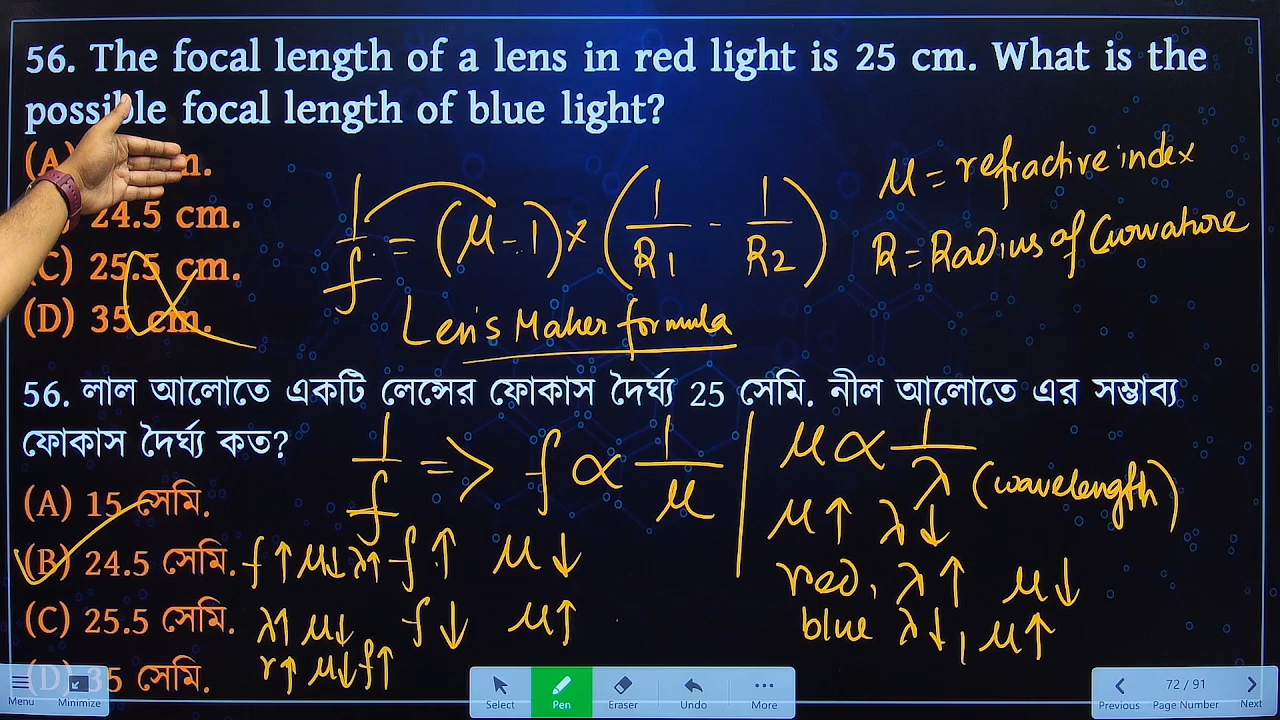 56. The focal length of a lens in red light is 25 cm. What is the
possible focal length of blue light?
(A)
24.5 cm.
(C) 25.5 cm.
(D) 35 cm.
1/f = (μ - 1) × (1/R1 - 1/R2)
Len's Maker formula
μ = refractive index
R = Radius of Curvature
56. লাল আলোতে একটি লেন্সের ফোকাস দৈর্ঘ্য 25 সেমি. নীল আলোতে এর সম্ভাব্য
ফোকাস দৈর্ঘ্য কত?
(A) 15 সেমি.
(B) 24.5 সেমি.
(C) 25.5 সেমি.
(D) 35 সেমি.
1/f => f ∝ 1/μ
f↑ μ↓ λ↑ f↑ μ↓
λ↑ μ↓ f↓ μ↑
r↑ μ↓ f↑
μ ∝ 1/λ (wavelength)
μ↑ λ↓
red, λ↑ μ↓
blue λ↓, μ↑
Menu
Minimize
Select
Pen
Eraser
Undo
More
Previous
72 / 91
Page Number
Next